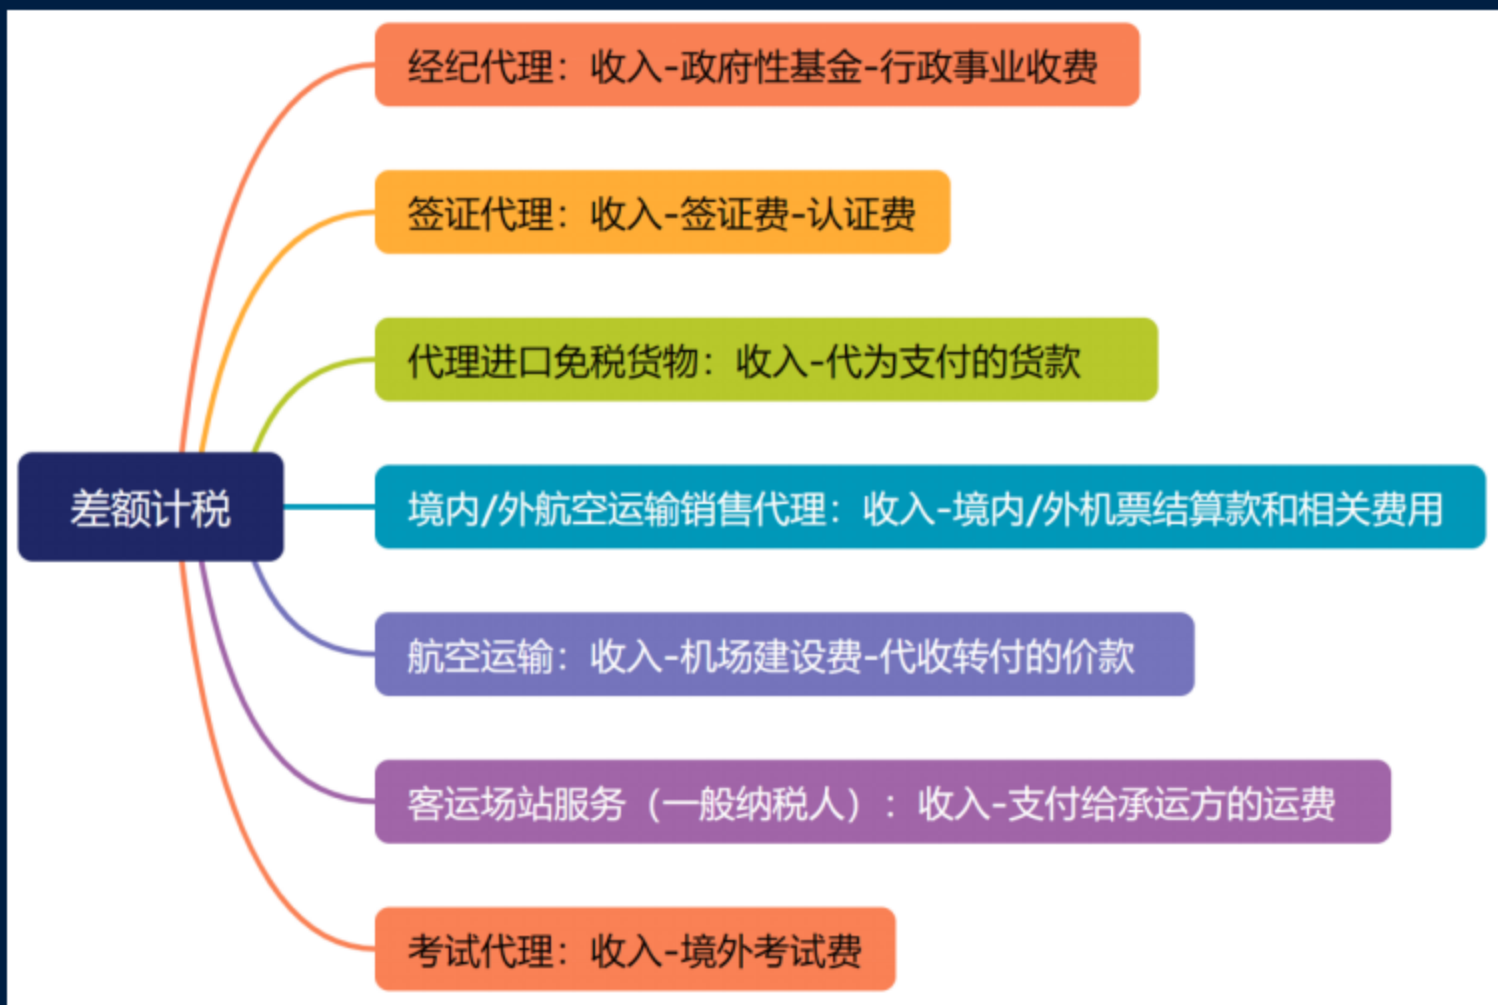 经纪代理：收入-政府性基金-行政事业收费
签证代理：收入-签证费-认证费
代理进口免税货物：收入-代为支付的货款
差额计税
境内/外航空运输销售代理：收入-境内/外机票结算款和相关费用
航空运输：收入-机场建设费-代收转付的价款
客运场站服务（一般纳税人）：收入-支付给承运方的运费
考试代理：收入-境外考试费